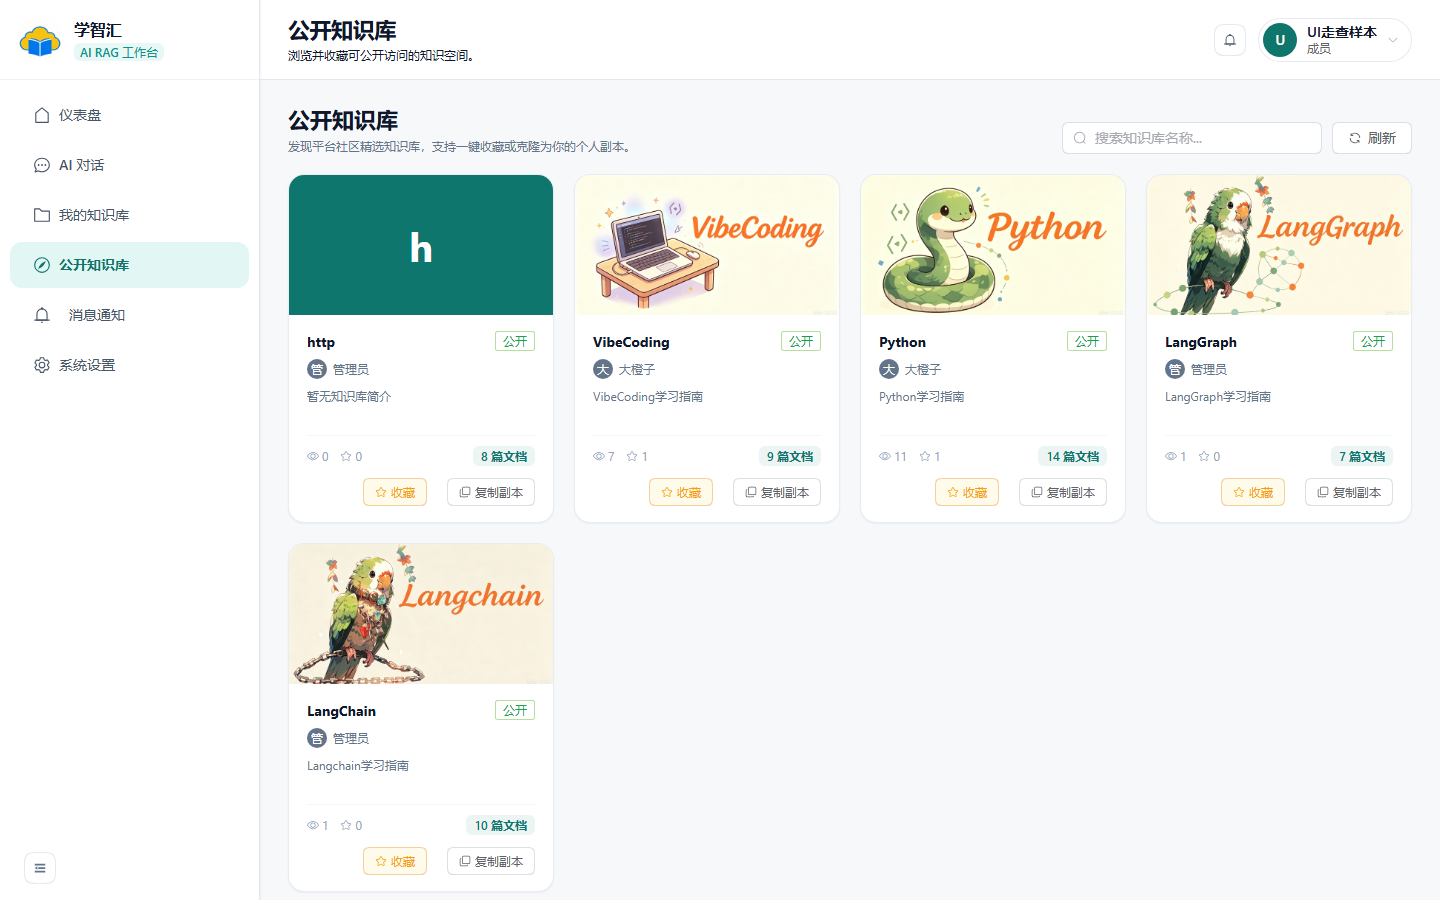 学智汇
AI RAG 工作台
仪表盘
AI 对话
我的知识库
公开知识库
消息通知
系统设置
公开知识库
浏览并收藏可公开访问的知识空间。
U
UI走查样本
成员
公开知识库
发现平台社区精选知识库，支持一键收藏或克隆为你的个人副本。
搜索知识库名称...
刷新
h
http
公开
管 管理员
暂无知识库简介
0 0 8 篇文档
收藏 复制副本
VibeCoding
VibeCoding
公开
大 大橙子
VibeCoding学习指南
7 1 9 篇文档
收藏 复制副本
Python
Python
公开
大 大橙子
Python学习指南
11 1 14 篇文档
收藏 复制副本
LangGraph
LangGraph
公开
管 管理员
LangGraph学习指南
1 0 7 篇文档
收藏 复制副本
Langchain
LangChain
公开
管 管理员
Langchain学习指南
1 0 10 篇文档
收藏 复制副本